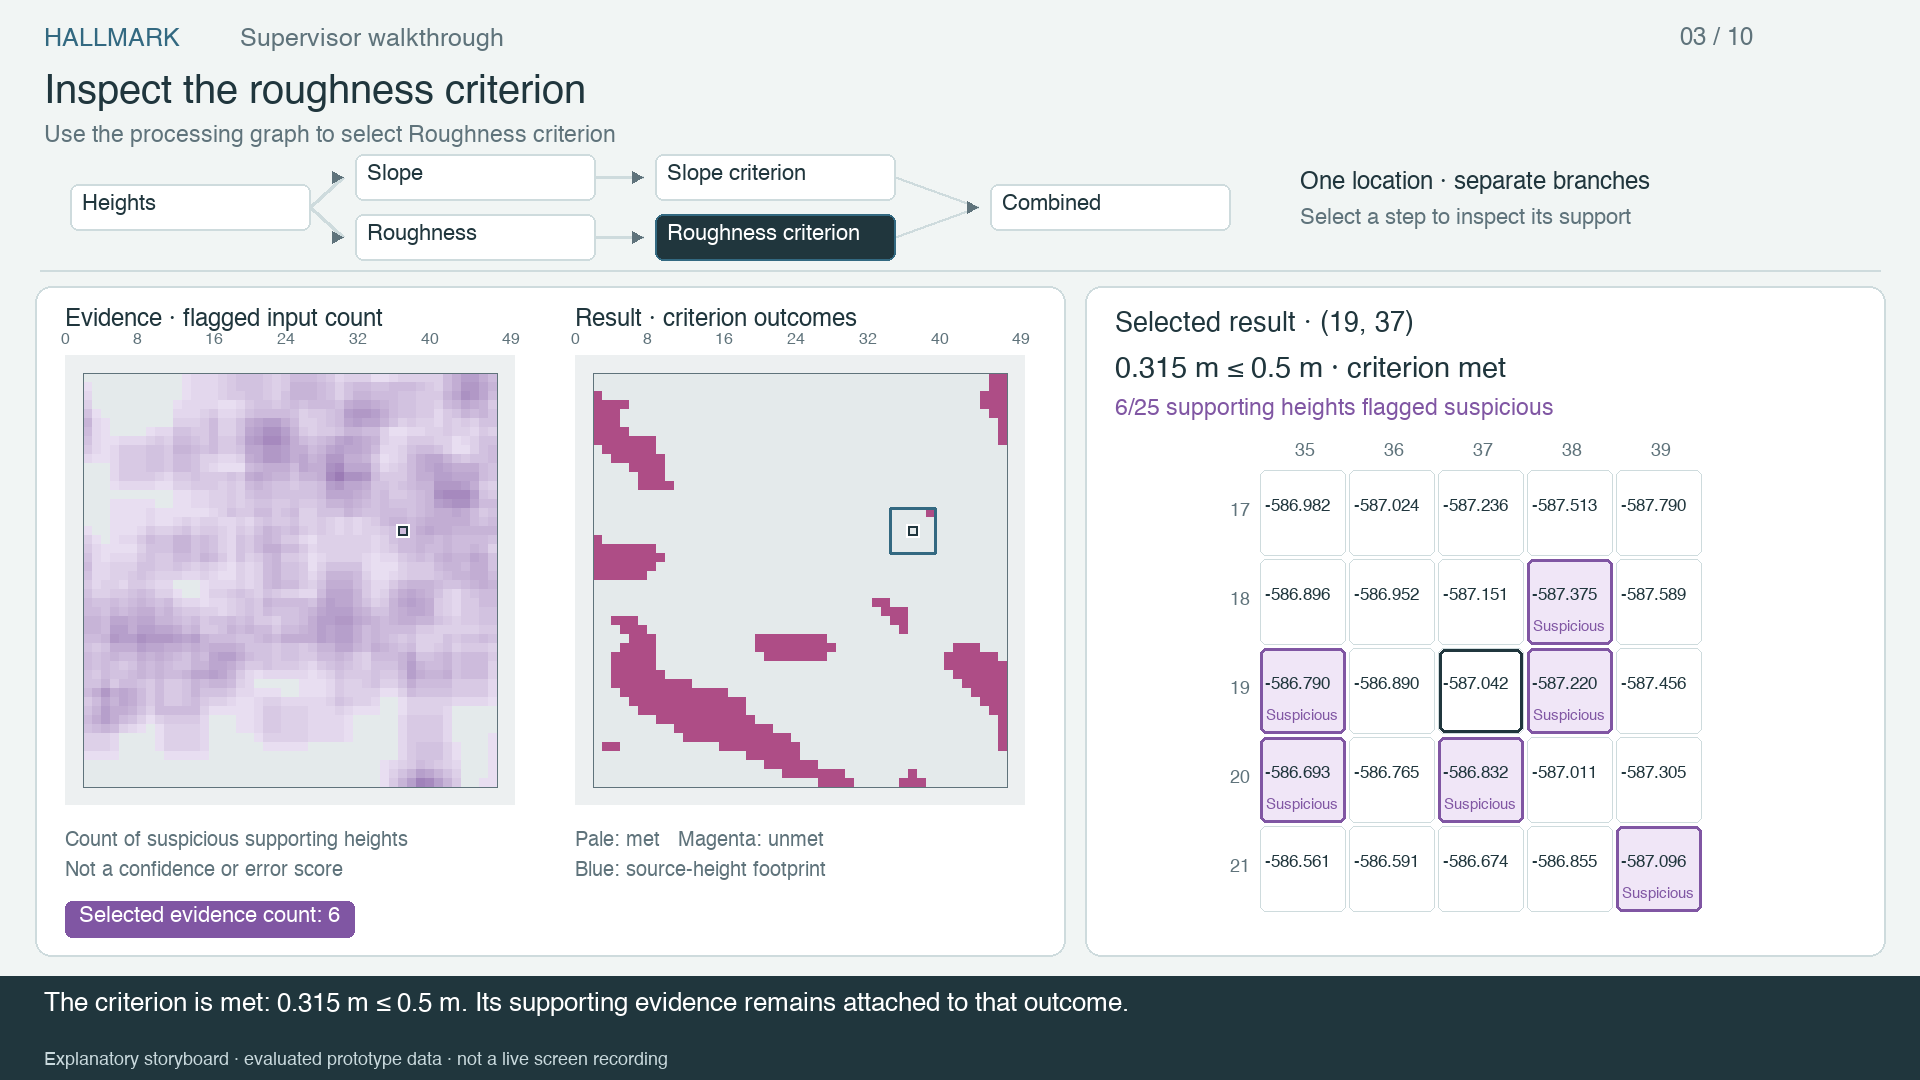 HALLMARK Supervisor walkthrough 03 / 10
Inspect the roughness criterion
Use the processing graph to select Roughness criterion
Heights
Slope
Roughness
Slope criterion
Roughness criterion
Combined
One location · separate branches
Select a step to inspect its support
Evidence · flagged input count
0 8 16 24 32 40 49
Count of suspicious supporting heights
Not a confidence or error score
Selected evidence count: 6
Result · criterion outcomes
0 8 16 24 32 40 49
Pale: met Magenta: unmet
Blue: source-height footprint
Selected result · (19, 37)
0.315 m ≤ 0.5 m · criterion met
6/25 supporting heights flagged suspicious
35 36 37 38 39
17 -586.982 -587.024 -587.236 -587.513 -587.790
18 -586.896 -586.952 -587.151 -587.375 -587.589
Suspicious
19 -586.790 -586.890 -587.042 -587.220 -587.456
Suspicious Suspicious
20 -586.693 -586.765 -586.832 -587.011 -587.305
Suspicious Suspicious
21 -586.561 -586.591 -586.674 -586.855 -587.096
Suspicious
The criterion is met: 0.315 m ≤ 0.5 m. Its supporting evidence remains attached to that outcome.
Explanatory storyboard · evaluated prototype data · not a live screen recording